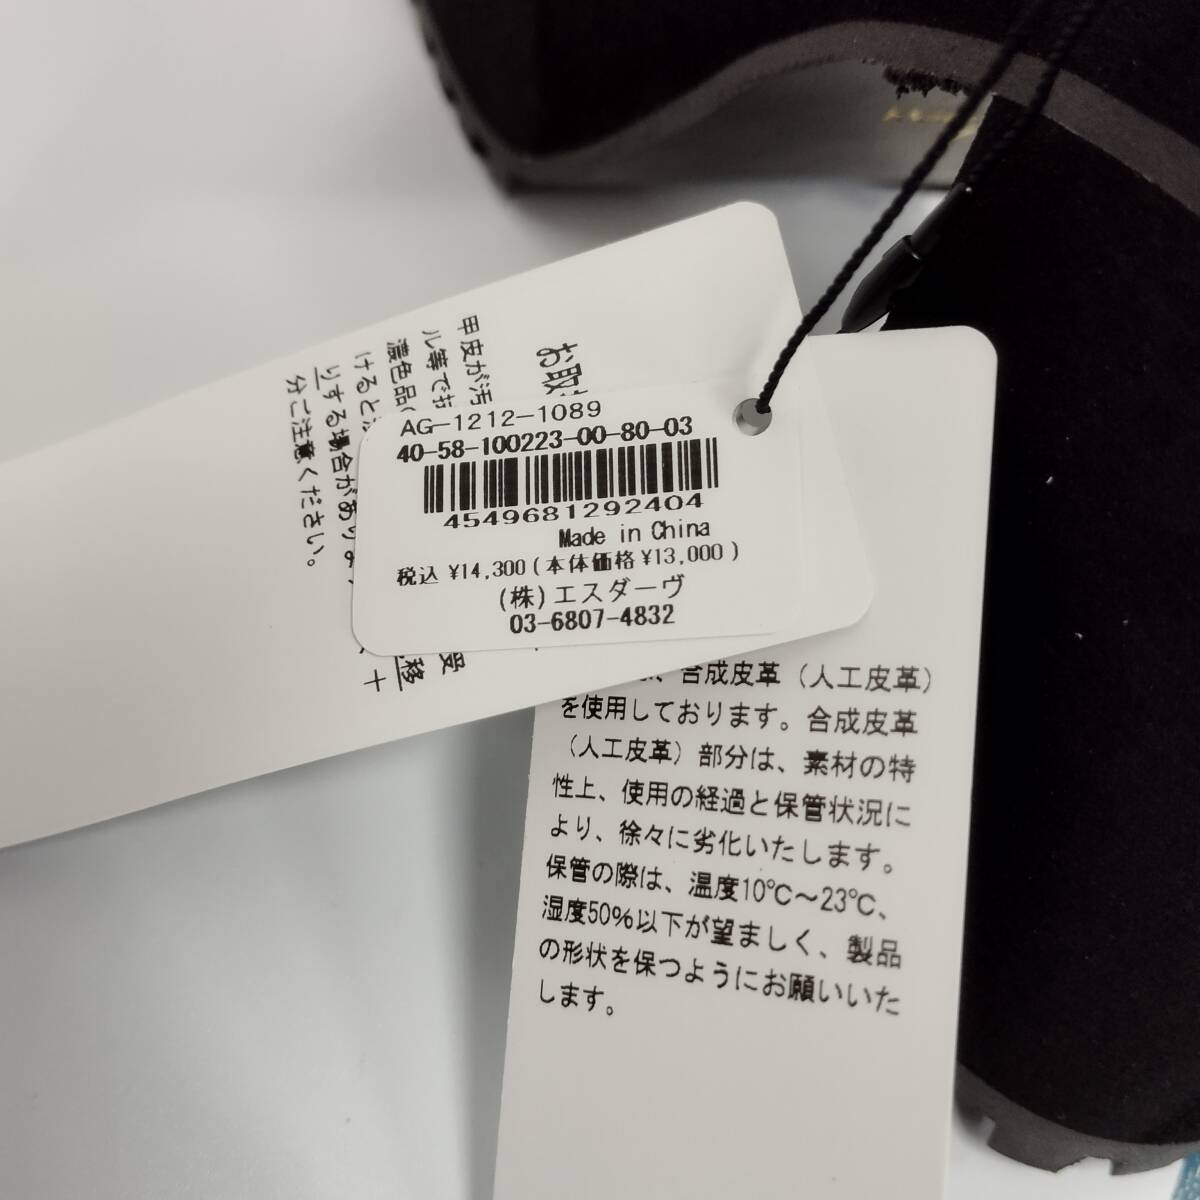 AG-1212-1089
40-58-100223-00-80-03
4549681292404
Made in China
税込 ¥14,300 (本体価格 ¥13,000 )
(株) エスダーヴ
03-6807-4832
お取
甲皮が汚
ル等でお
濃色品
けると
りする場合があり
分ご注意ください。
受
移
十
合成皮革（人工皮革）
を使用しております。合成皮革
（人工皮革）部分は、素材の特
性上、使用の経過と保管状況に
より、徐々に劣化いたします。
保管の際は、温度10℃～23℃、
湿度50%以下が望ましく、製品
の形状を保つようにお願いいた
します。